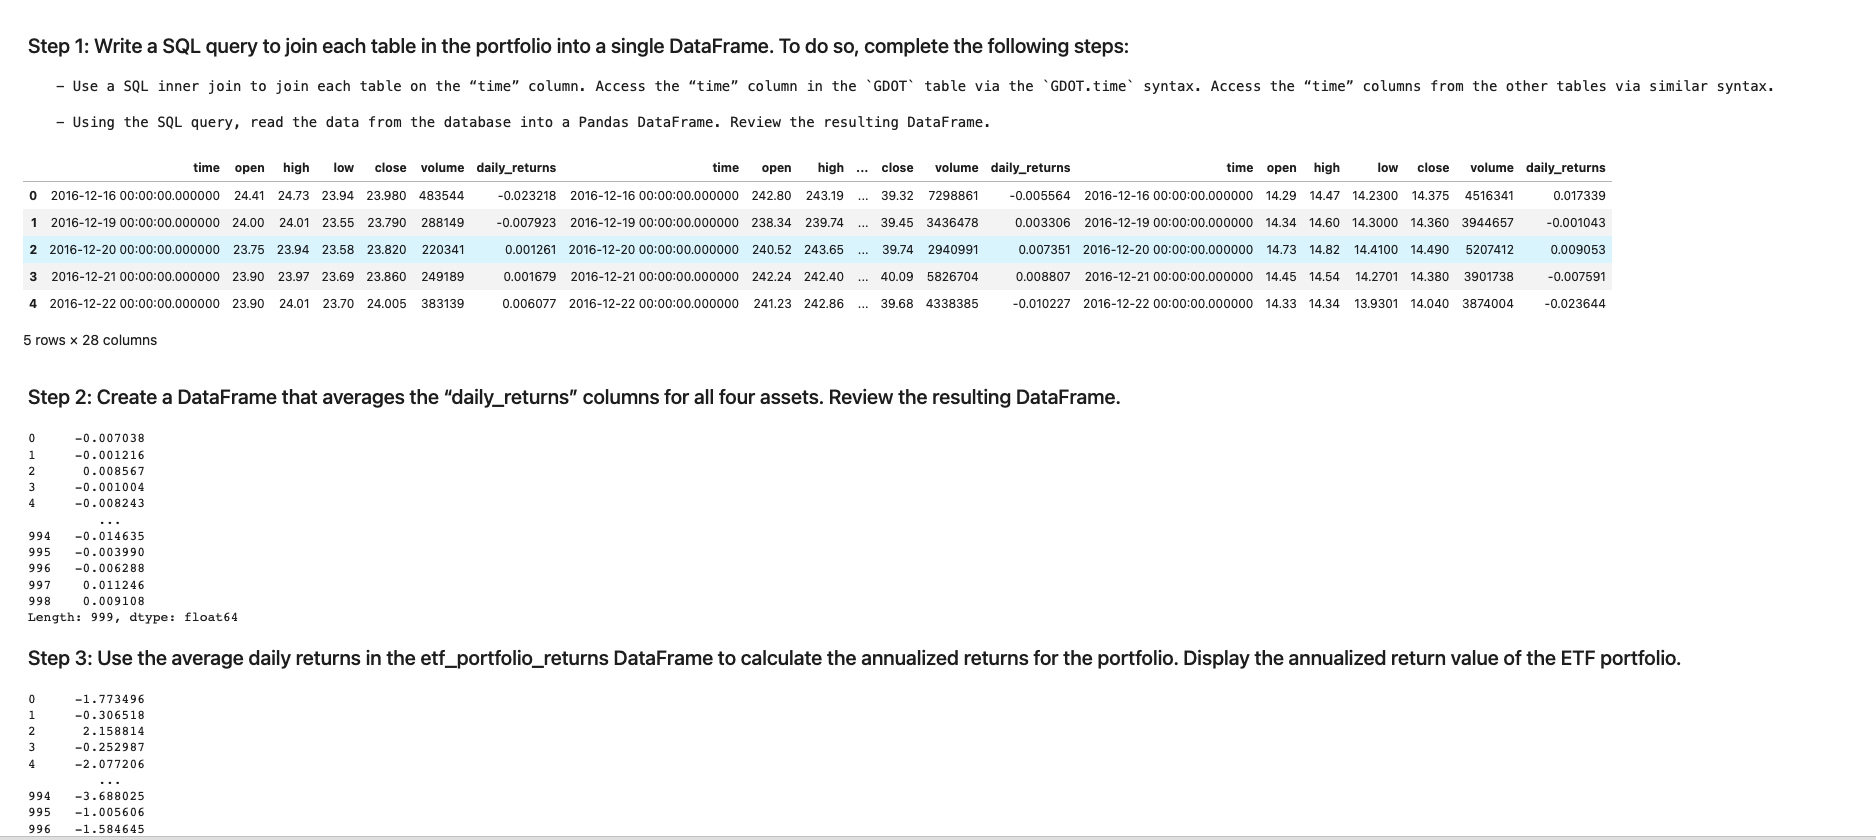 Step 1: Write a SQL query to join each table in the portfolio into a single DataFrame. To do so, complete the following steps:
– Use a SQL inner join to join each table on the “time” column. Access the “time” column in the `GDOT` table via the `GDOT.time` syntax. Access the “time” columns from the other tables via similar syntax.
– Using the SQL query, read the data from the database into a Pandas DataFrame. Review the resulting DataFrame.
time open high low close volume daily_returns time open high ... close volume daily_returns time open high low close volume daily_returns
0 2016-12-16 00:00:00.000000 24.41 24.73 23.94 23.980 483544 -0.023218 2016-12-16 00:00:00.000000 242.80 243.19 ... 39.32 7298861 -0.005564 2016-12-16 00:00:00.000000 14.29 14.47 14.2300 14.375 4516341 0.017339
1 2016-12-19 00:00:00.000000 24.00 24.01 23.55 23.790 288149 -0.007923 2016-12-19 00:00:00.000000 238.34 239.74 ... 39.45 3436478 0.003306 2016-12-19 00:00:00.000000 14.34 14.60 14.3000 14.360 3944657 -0.001043
2 2016-12-20 00:00:00.000000 23.75 23.94 23.58 23.820 220341 0.001261 2016-12-20 00:00:00.000000 240.52 243.65 ... 39.74 2940991 0.007351 2016-12-20 00:00:00.000000 14.73 14.82 14.4100 14.490 5207412 0.009053
3 2016-12-21 00:00:00.000000 23.90 23.97 23.69 23.860 249189 0.001679 2016-12-21 00:00:00.000000 242.24 242.40 ... 40.09 5826704 0.008807 2016-12-21 00:00:00.000000 14.45 14.54 14.2701 14.380 3901738 -0.007591
4 2016-12-22 00:00:00.000000 23.90 24.01 23.70 24.005 383139 0.006077 2016-12-22 00:00:00.000000 241.23 242.86 ... 39.68 4338385 -0.010227 2016-12-22 00:00:00.000000 14.33 14.34 13.9301 14.040 3874004 -0.023644
5 rows × 28 columns
Step 2: Create a DataFrame that averages the “daily_returns” columns for all four assets. Review the resulting DataFrame.
0 -0.007038
1 -0.001216
2 0.008567
3 -0.001004
4 -0.008243
...
994 -0.014635
995 -0.003990
996 -0.006288
997 0.011246
998 0.009108
Length: 999, dtype: float64
Step 3: Use the average daily returns in the etf_portfolio_returns DataFrame to calculate the annualized returns for the portfolio. Display the annualized return value of the ETF portfolio.
0 -1.773496
1 -0.306518
2 2.158814
3 -0.252987
4 -2.077206
...
994 -3.688025
995 -1.005606
996 -1.584645